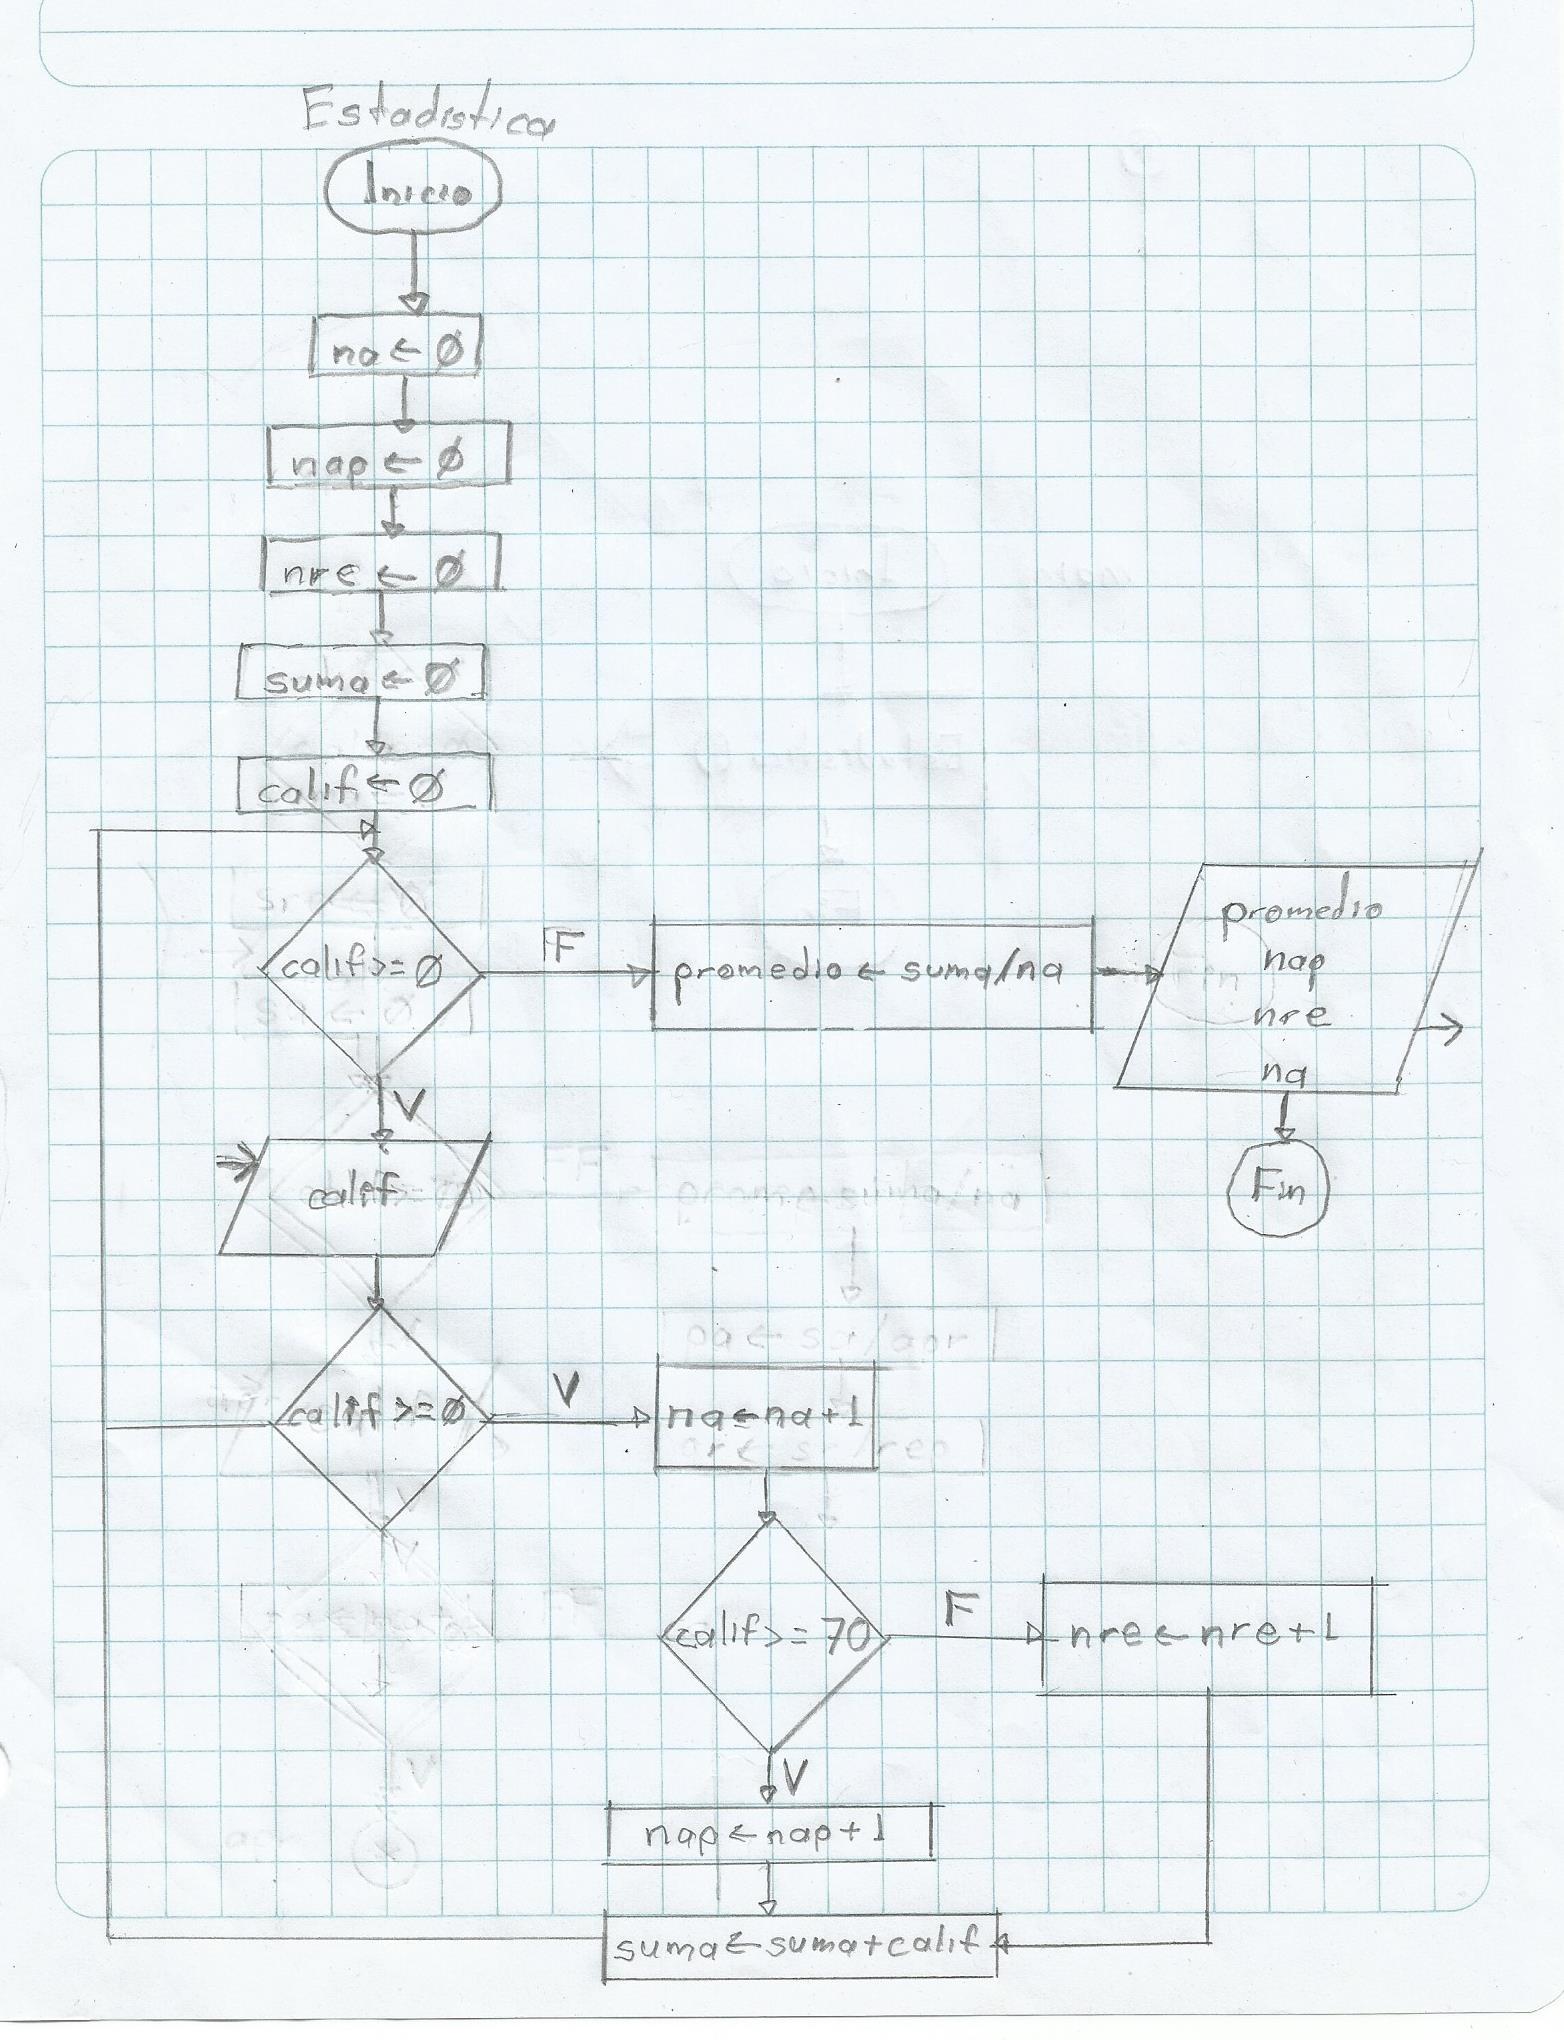 Estadistica
Inicio
na ← Ø
nap ← Ø
nre ← Ø
suma ← Ø
calif ← Ø
calif >= Ø
F
promedio ← suma/na
promedio
nap
nre
na
Fin
V
calif
calif >= Ø
V
na ← na + 1
calif >= 70
F
nre ← nre + 1
V
nap ← nap + 1
suma ← suma + calif